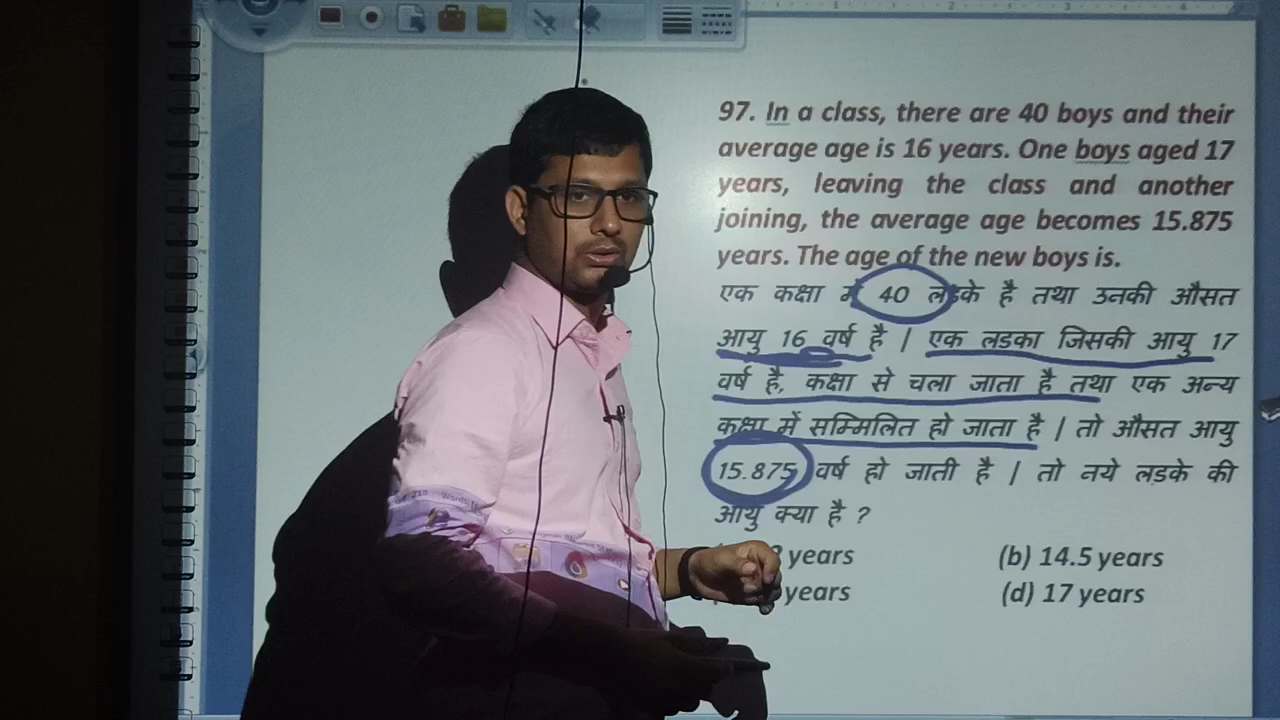 97. In a class, there are 40 boys and their
average age is 16 years. One boys aged 17
years, leaving the class and another
joining, the average age becomes 15.875
years. The age of the new boys is.
एक कक्षा में 40 लड़के है तथा उनकी औसत
आयु 16 वर्ष है | एक लडका जिसकी आयु 17
वर्ष है, कक्षा से चला जाता है तथा एक अन्य
कक्षा में सम्मिलित हो जाता है | तो औसत आयु
15.875 वर्ष हो जाती है | तो नये लडके की
आयु क्या है ?
years (b) 14.5 years
years (d) 17 years